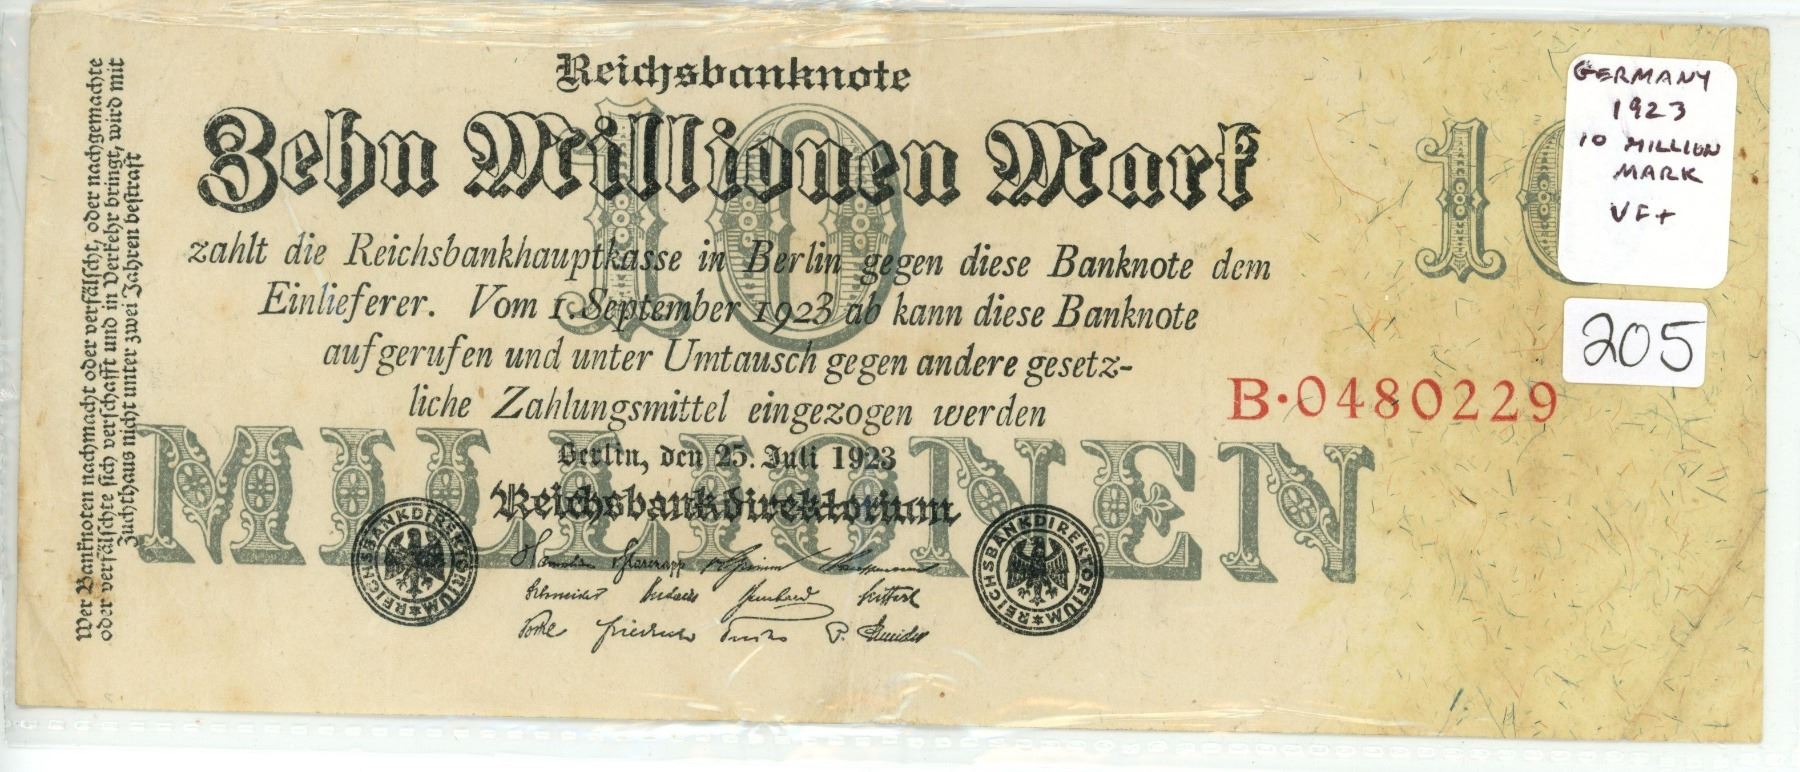 Reichsbanknote
Zehn Millionen Mark
10
10
zahlt die Reichsbankhauptkasse in Berlin gegen diese Banknote dem
Einlieferer. Vom 1. September 1923 ab kann diese Banknote
aufgerufen und unter Umtausch gegen andere gesetz-
liche Zahlungsmittel eingezogen werden
B·0480229
MILLIONEN
Berlin, den 25. Juli 1923
Reichsbankdirektorium
REICHSBANKDIREKTORIUM
REICHSBANKDIREKTORIUM
Wer Banknoten nachmacht oder verfälscht, oder nachgemachte
oder verfälschte sich verschafft und in Verkehr bringt, wird mit
Zuchthaus nicht unter zwei Jahren bestraft
GERMANY
1923
10 MILLION
MARK
VF+
205